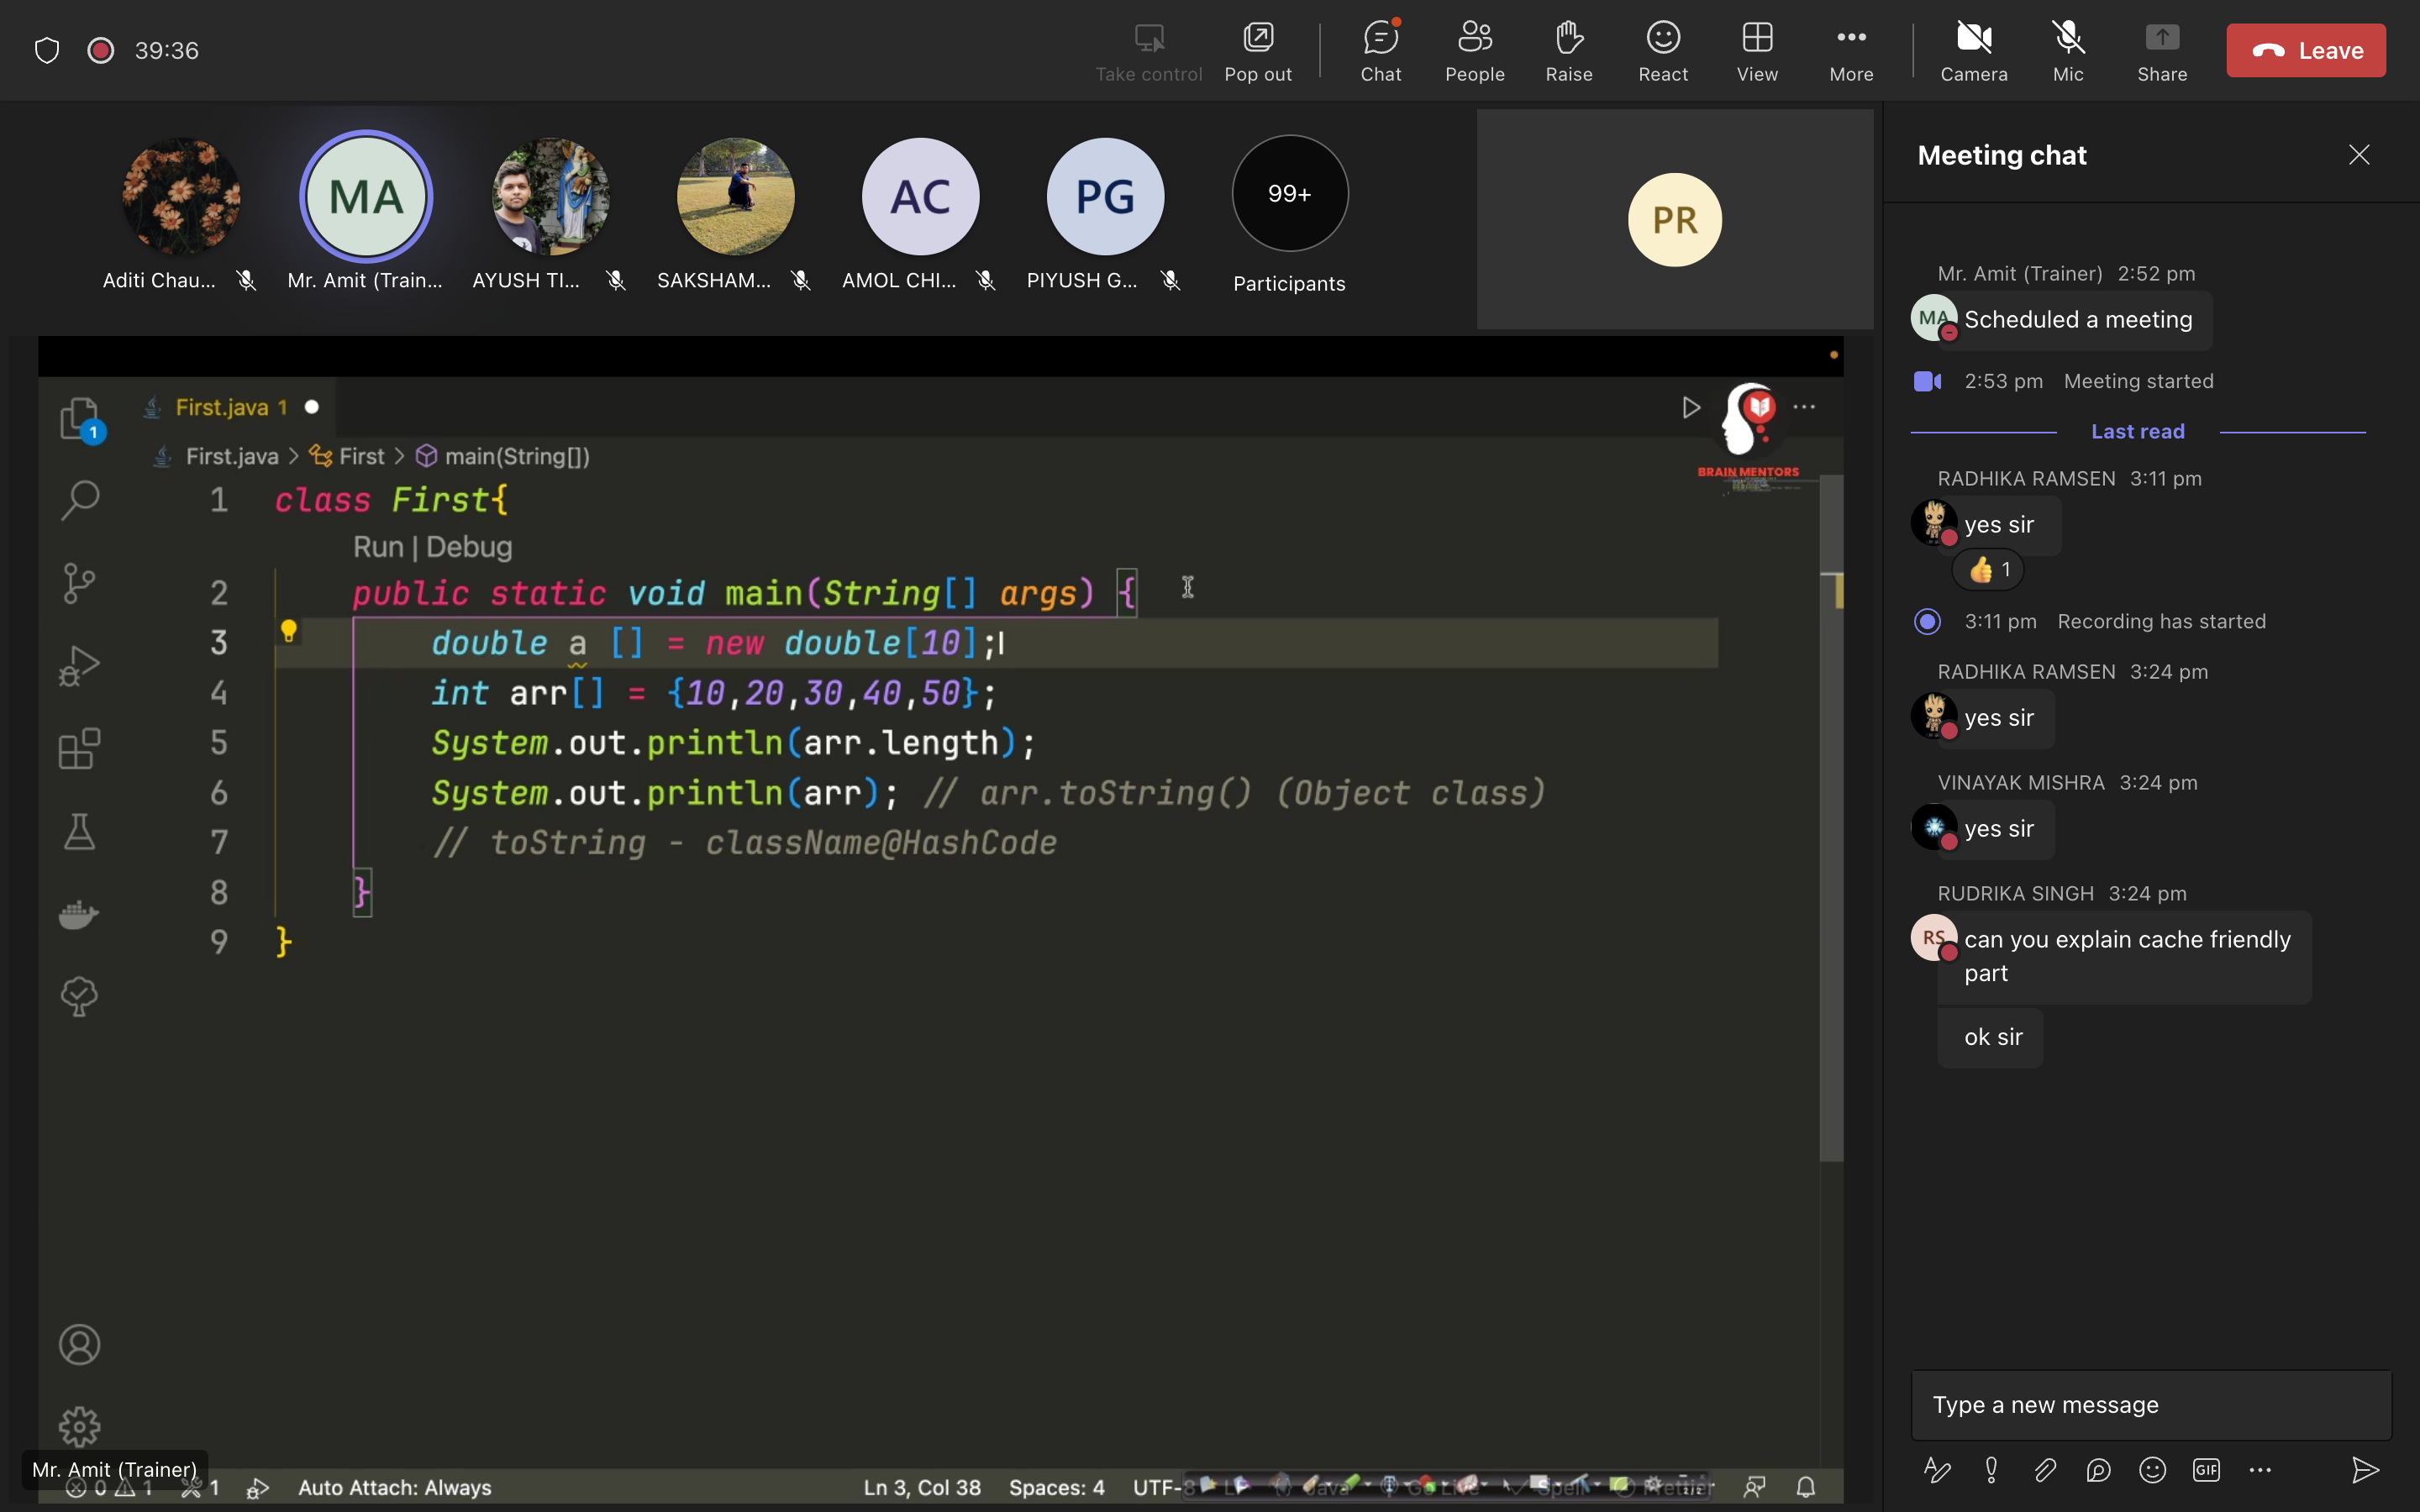 39:36
Take control
Pop out
Chat
People
Raise
React
View
More
Camera
Mic
Share
Leave
MA
AC
PG
99+
PR
Aditi Chau...
Mr. Amit (Train...
AYUSH TI...
SAKSHAM...
AMOL CHI...
PIYUSH G...
Participants
1
First.java 1
First.java > First > main(String[])
BRAIN MENTORS
1 class First{
Run | Debug
2 public static void main(String[] args) {
3 double a [] = new double[10];
4 int arr[] = {10,20,30,40,50};
5 System.out.println(arr.length);
6 System.out.println(arr); // arr.toString() (Object class)
7 // toString - className@HashCode
8 }
9 }
Mr. Amit (Trainer)
0 1 1 Auto Attach: Always Ln 3, Col 38 Spaces: 4 UTF-8
Meeting chat
Mr. Amit (Trainer) 2:52 pm
MA
Scheduled a meeting
2:53 pm Meeting started
Last read
RADHIKA RAMSEN 3:11 pm
yes sir
👍 1
3:11 pm Recording has started
RADHIKA RAMSEN 3:24 pm
yes sir
VINAYAK MISHRA 3:24 pm
yes sir
RUDRIKA SINGH 3:24 pm
RS
can you explain cache friendly
part
ok sir
Type a new message
GIF